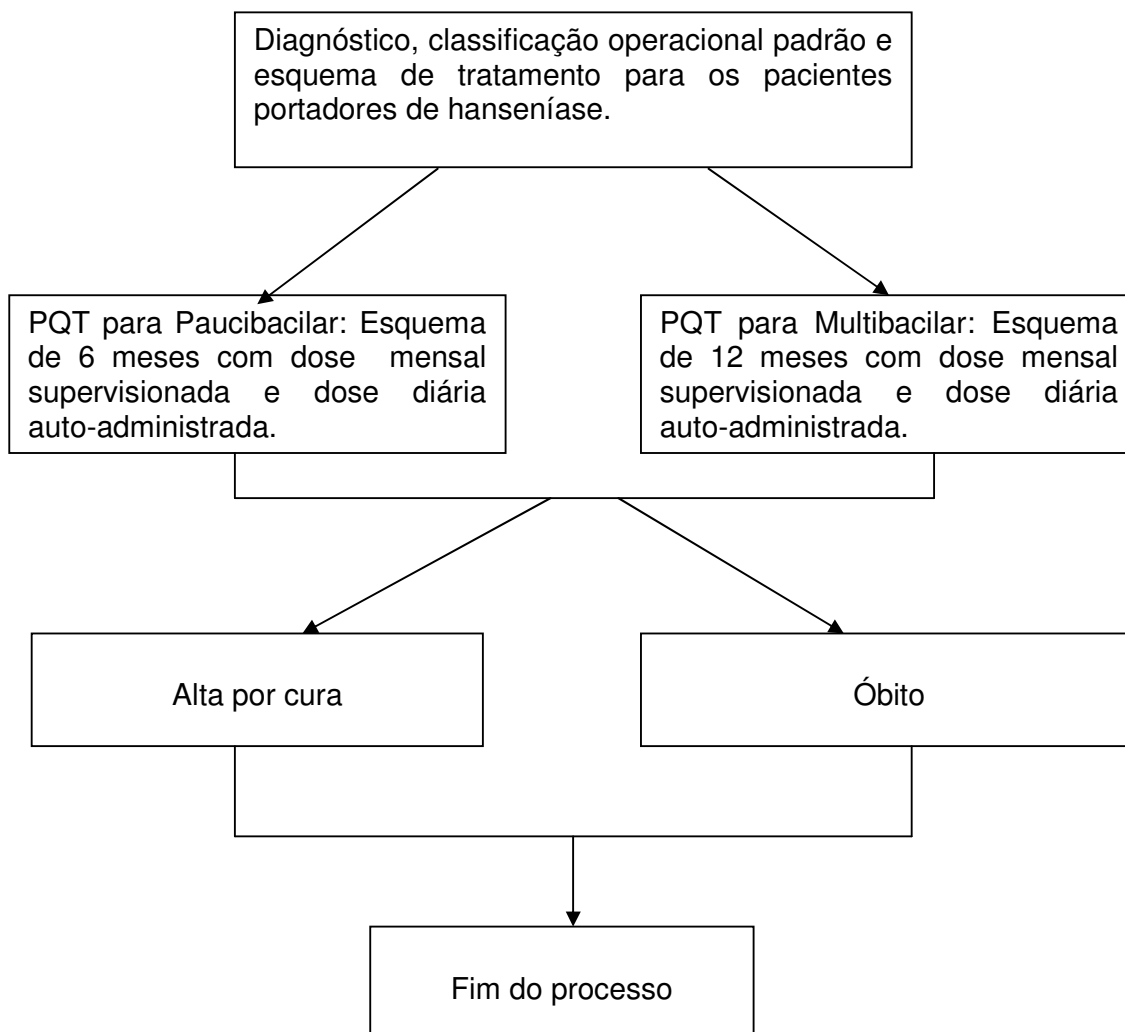 Diagnóstico, classificação operacional padrão e
esquema de tratamento para os pacientes
portadores de hanseníase.
PQT para Paucibacilar: Esquema
de 6 meses com dose mensal
supervisionada e dose diária
auto-administrada.
PQT para Multibacilar: Esquema
de 12 meses com dose mensal
supervisionada e dose diária
auto-administrada.
Alta por cura
Óbito
Fim do processo